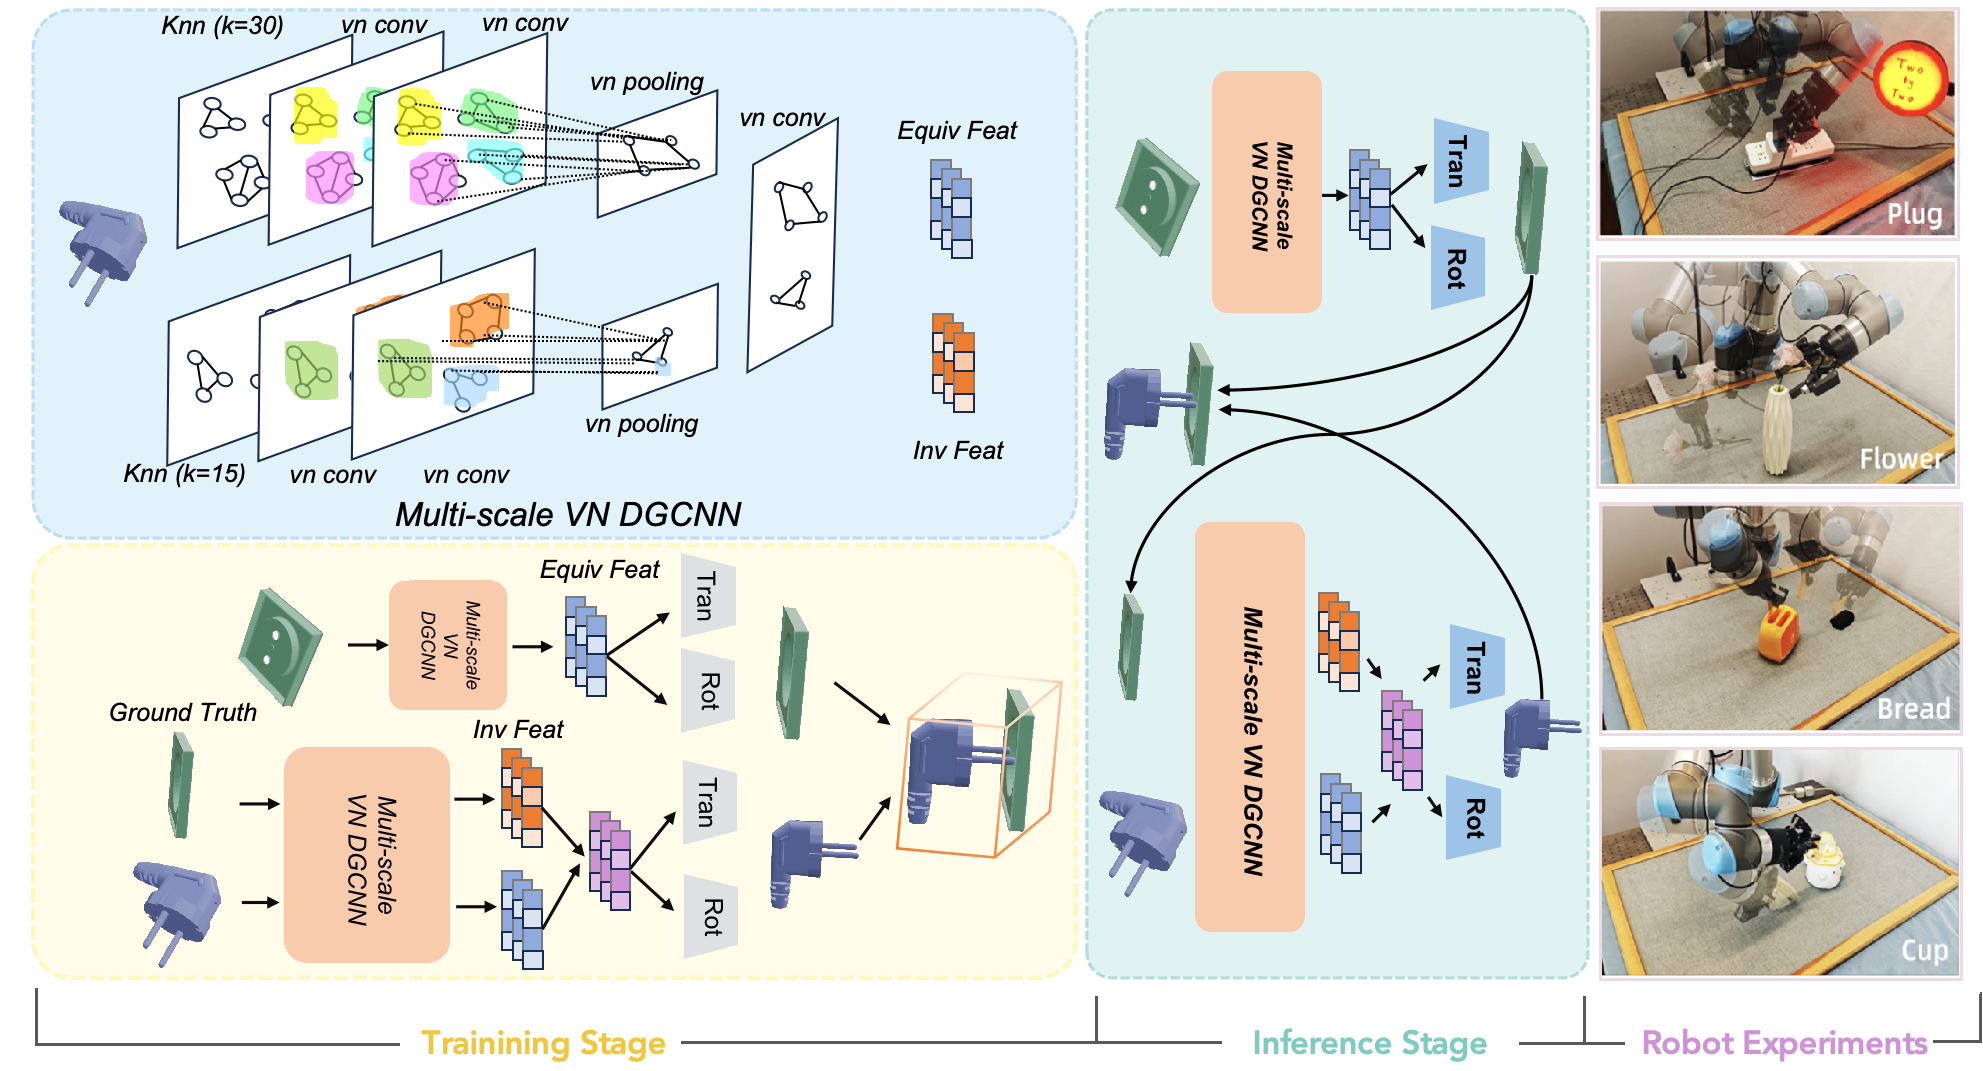 Knn (k=30)
vn conv
vn conv
vn pooling
vn conv
Equiv Feat
Inv Feat
vn pooling
Knn (k=15)
vn conv
vn conv
Multi-scale VN DGCNN
Equiv Feat
Multi-scale
VN
DGCNN
Tran
Rot
Ground Truth
Inv Feat
Multi-scale
VN DGCNN
Tran
Rot
Multi-scale
VN DGCNN
Tran
Rot
Multi-scale VN DGCNN
Tran
Rot
Two
by
Two
Plug
Flower
Bread
Cup
Trainining Stage
Inference Stage
Robot Experiments